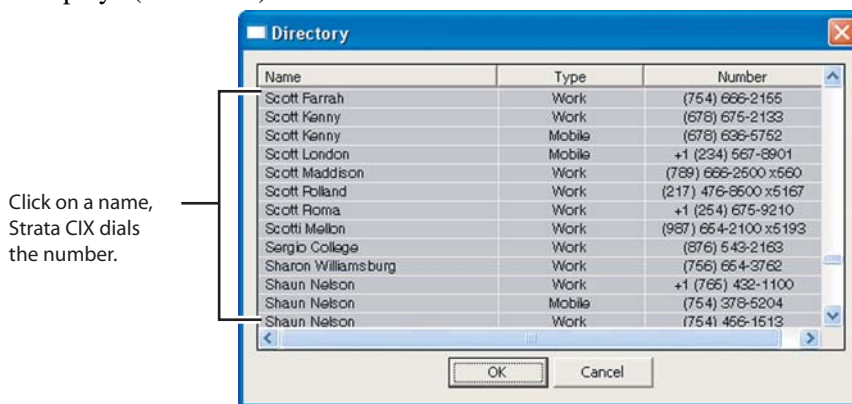 Directory
Name Type Number
Scott Farrah Work (754) 666-2155
Scott Kenny Work (678) 675-2133
Scott Kenny Mobile (678) 636-5752
Scott London Mobile +1 (234) 567-8901
Scott Maddison Work (789) 666-2500 x560
Scott Polland Work (217) 476-8600 x5167
Scott Roma Work +1 (254) 675-9210
Scotti Mellon Work (987) 654-2100 x5193
Sergio College Work (876) 543-2163
Sharon Williamsburg Work (756) 654-3762
Shaun Nelson Work +1 (765) 432-1100
Shaun Nelson Mobile (754) 378-5204
Shaun Nelson Work (754) 456-1513
Click on a name,
Strata CIX dials
the number.
OK Cancel